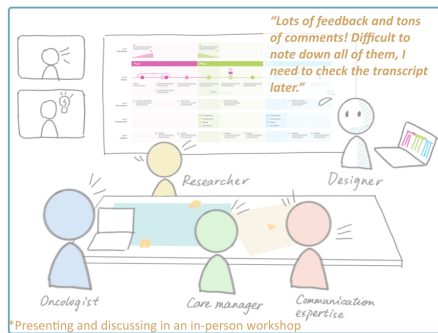 "Lots of feedback and tons
of comments! Difficult to
note down all of them, I
need to check the transcript
later."
Researcher
Designer
Oncologist
Care manager
Communication
expertise
*Presenting and discussing in an in-person workshop